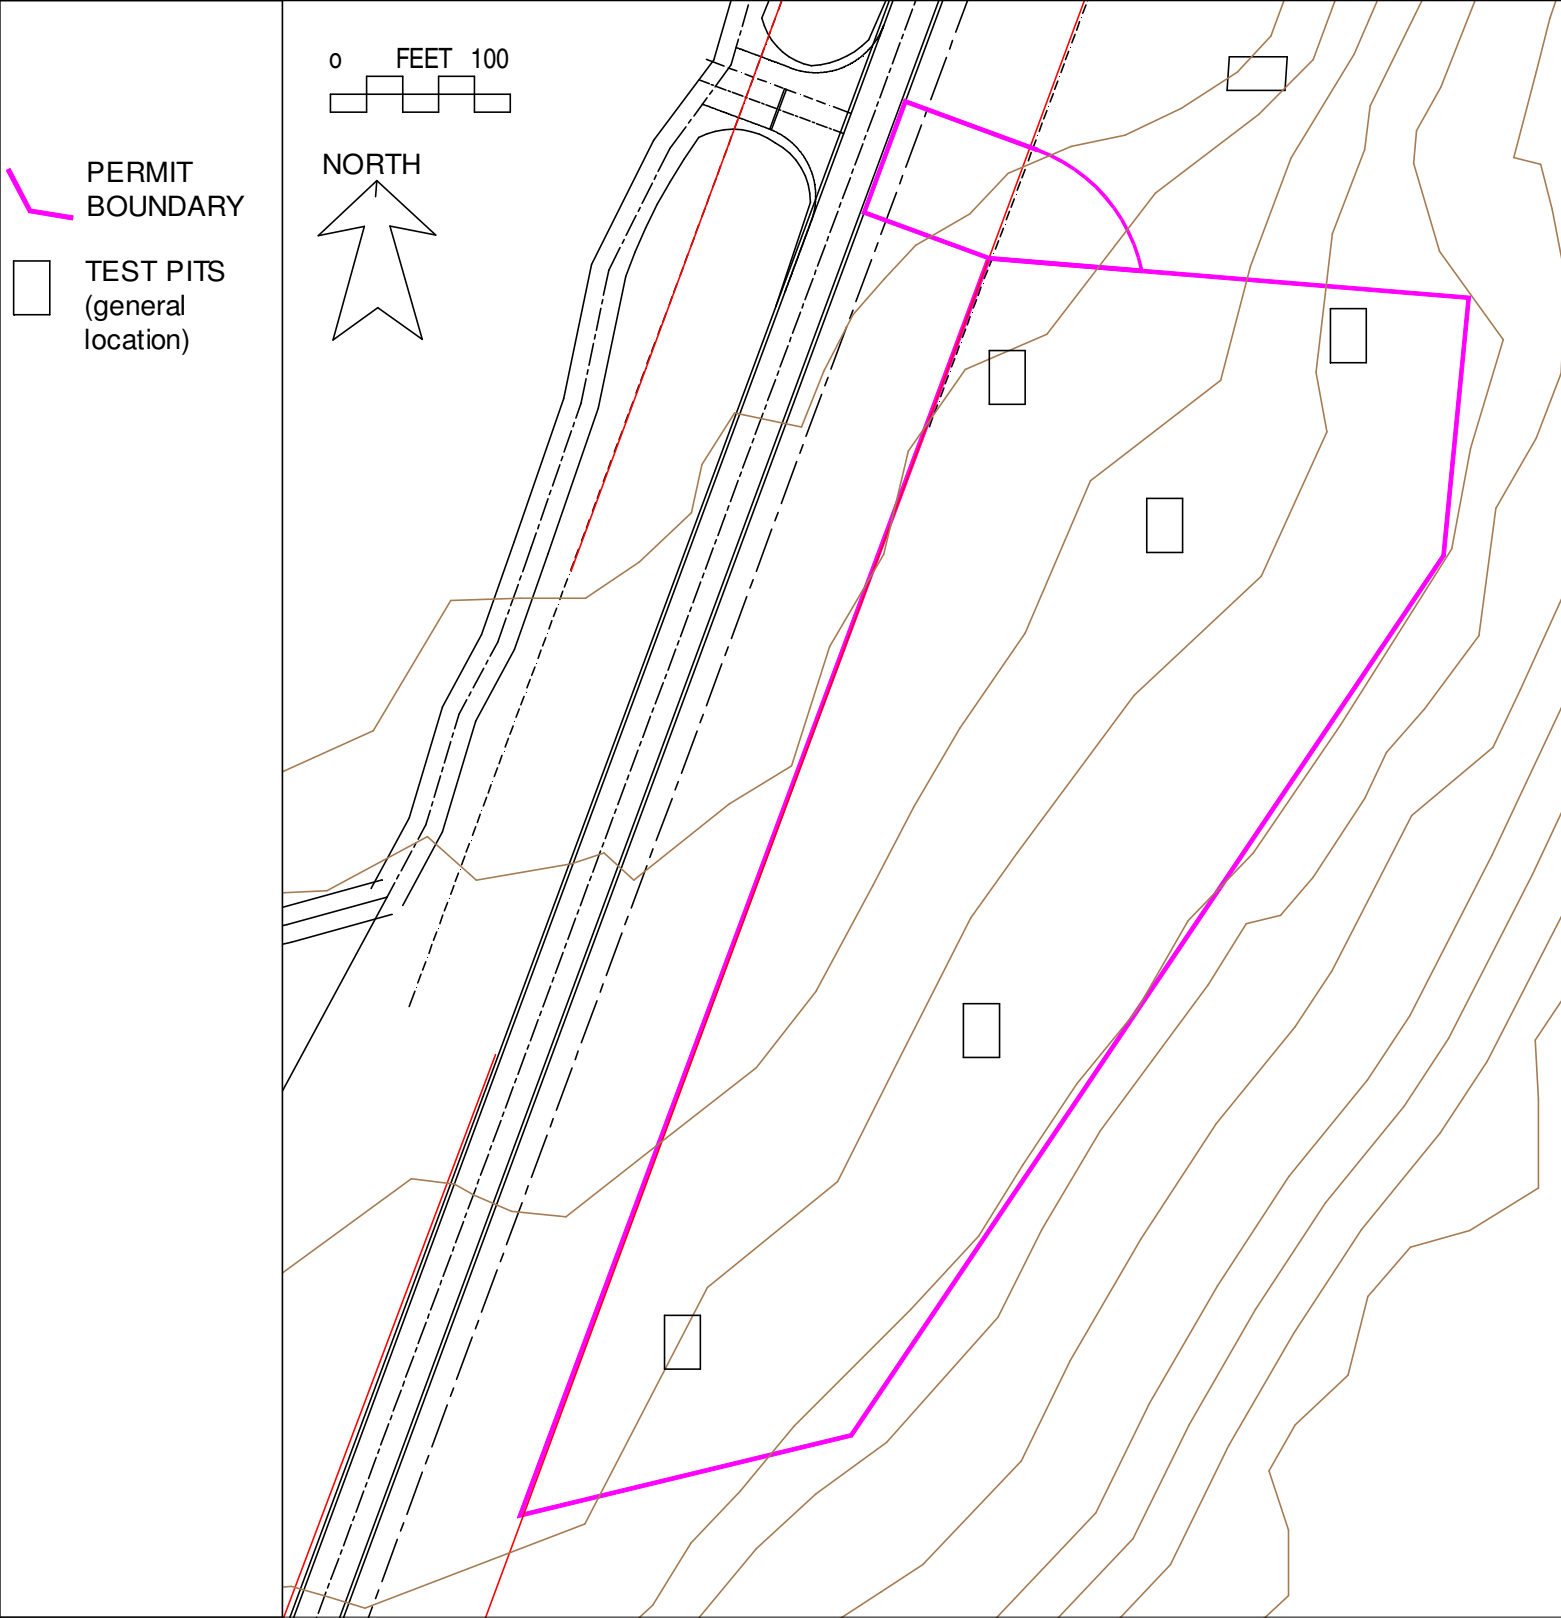 o FEET 100
NORTH
PERMIT
BOUNDARY
TEST PITS
(general
location)